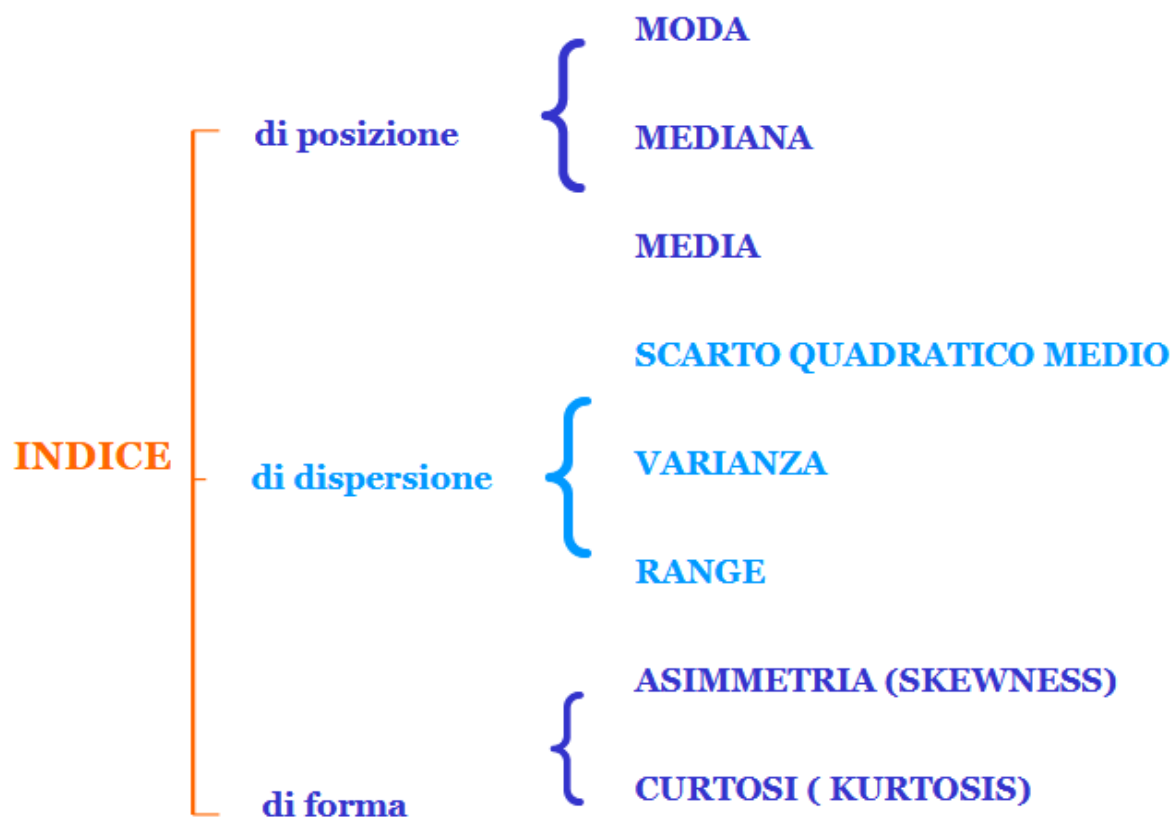 INDICE
di posizione
MODA
MEDIANA
MEDIA
di dispersione
SCARTO QUADRATICO MEDIO
VARIANZA
RANGE
di forma
ASIMMETRIA (SKEWNESS)
CURTOSI ( KURTOSIS)